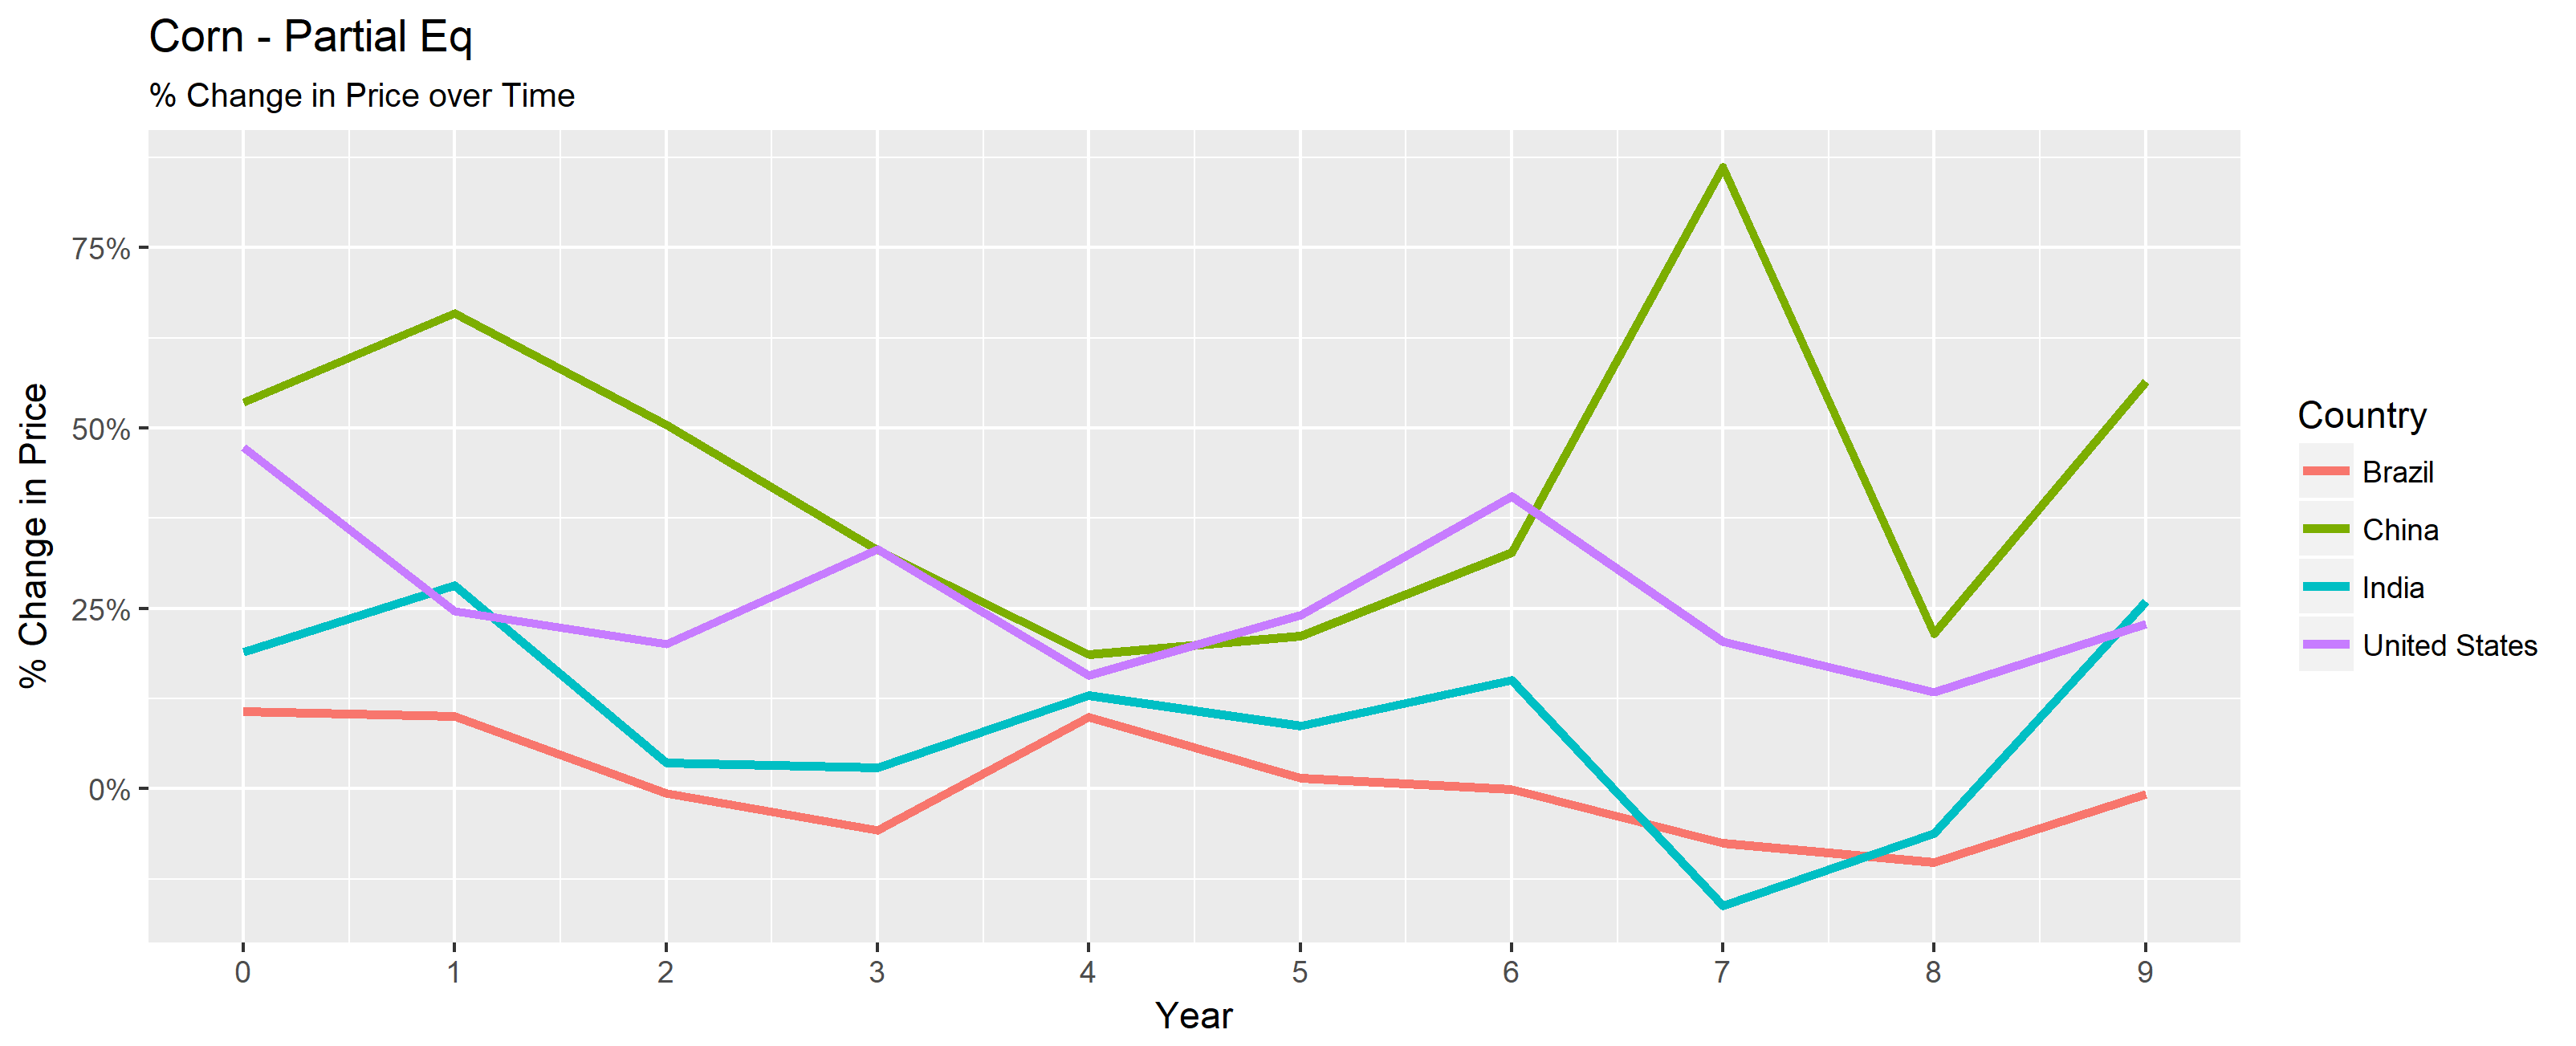 Corn - Partial Eq
% Change in Price over Time
% Change in Price
75%
50%
25%
0%
0 1 2 3 4 5 6 7 8 9
Year
Country
Brazil
China
India
United States